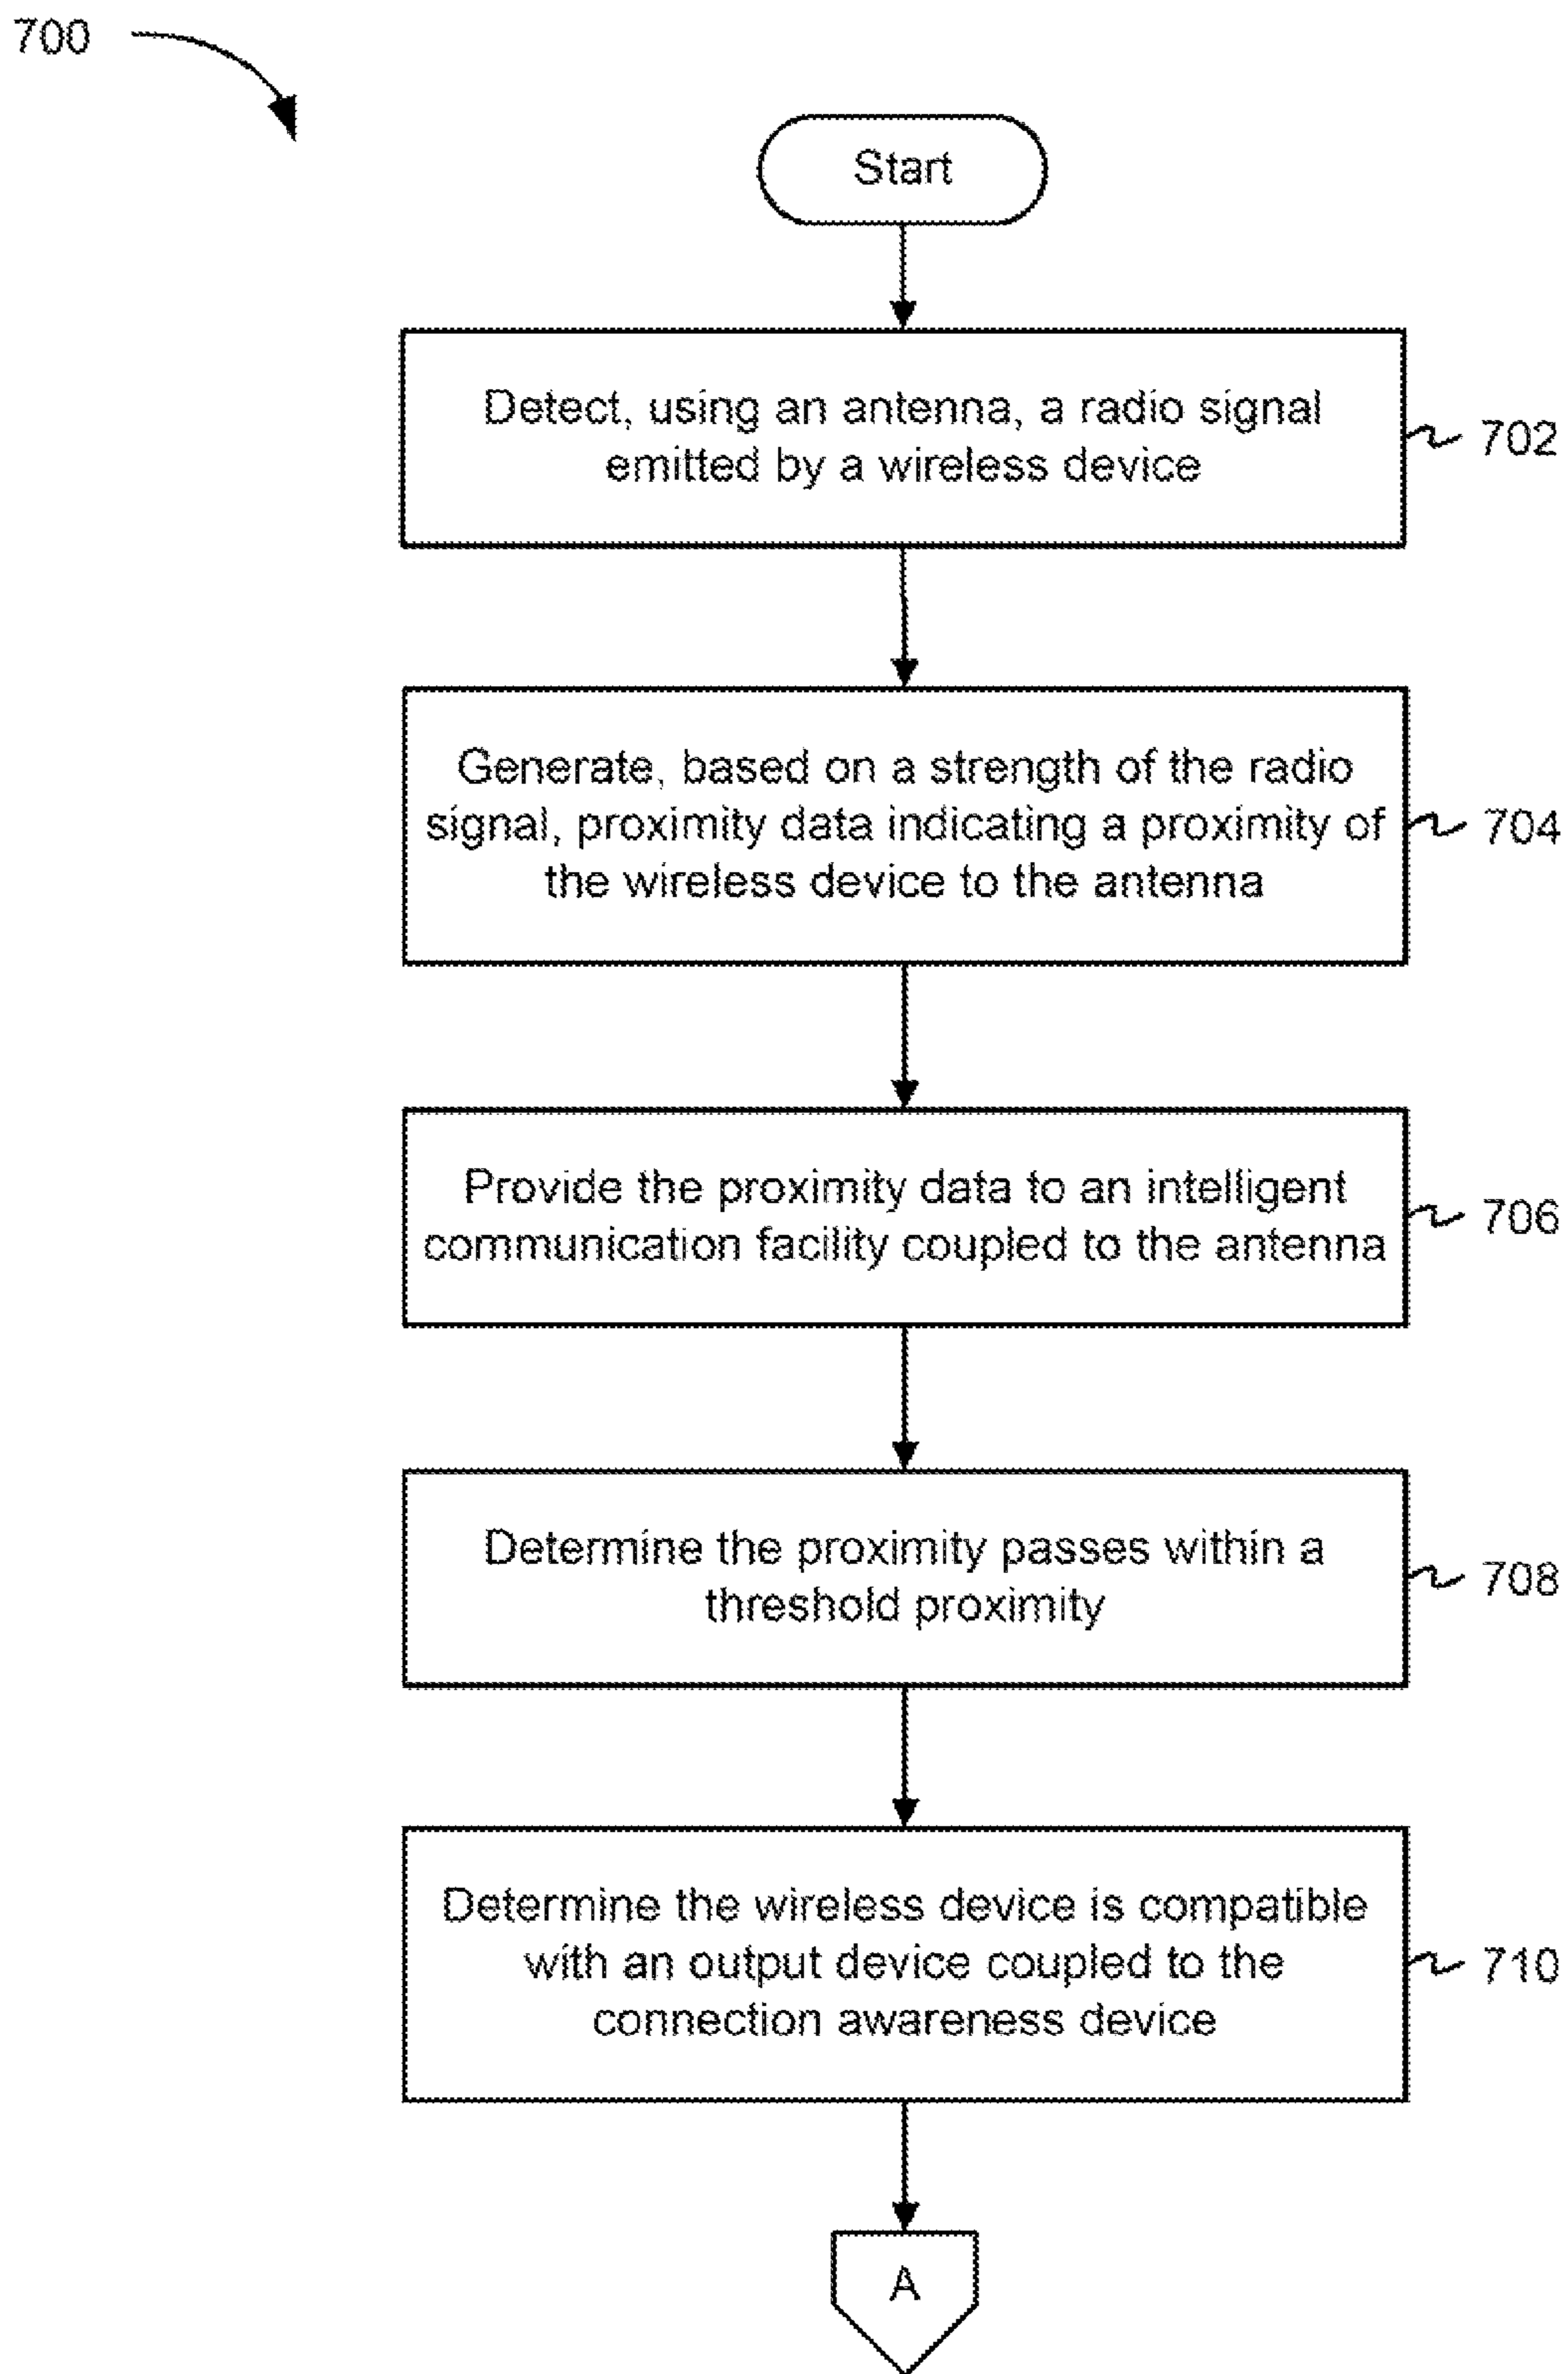 700
Start
Detect, using an antenna, a radio signal
emitted by a wireless device
702
Generate, based on a strength of the radio
signal, proximity data indicating a proximity of
the wireless device to the antenna
704
Provide the proximity data to an intelligent
communication facility coupled to the antenna
706
Determine the proximity passes within a
threshold proximity
708
Determine the wireless device is compatible
with an output device coupled to the
connection awareness device
710
A